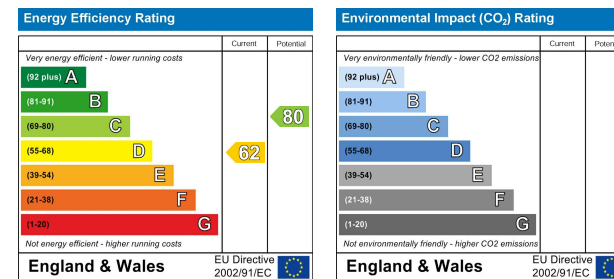 Energy Efficiency Rating
Current Potential
Very energy efficient - lower running costs
(92 plus) A
(81-91) B
(69-80) C
(55-68) D
(39-54) E
(21-38) F
(1-20) G
62
80
Not energy efficient - higher running costs
England & Wales
EU Directive
2002/91/EC
Environmental Impact (CO₂) Rating
Current Poten
Very environmentally friendly - lower CO2 emissions
(92 plus) A
(81-91) B
(69-80) C
(55-68) D
(39-54) E
(21-38) F
(1-20) G
Not environmentally friendly - higher CO2 emissions
England & Wales
EU Directive
2002/91/EC